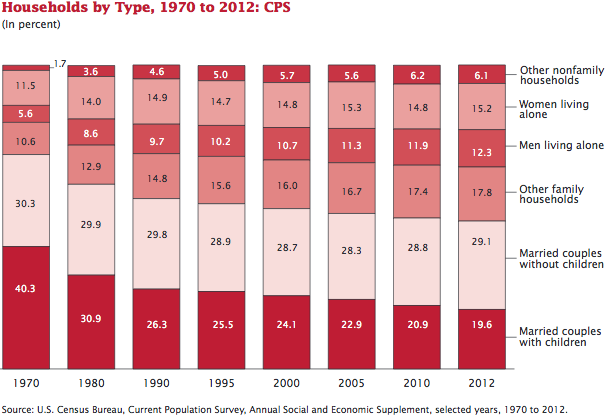 Households by Type, 1970 to 2012: CPS
(In percent)
1.7 3.6 4.6 5.0 5.7 5.6 6.2 6.1 Other nonfamily
households
11.5 14.0 14.9 14.7 14.8 15.3 14.8 15.2 Women living
alone
5.6 8.6 9.7 10.2 10.7 11.3 11.9 12.3 Men living alone
10.6 12.9 14.8 15.6 16.0 16.7 17.4 17.8 Other family
households
30.3 29.9 29.8 28.9 28.7 28.3 28.8 29.1 Married couples
without children
40.3 30.9 26.3 25.5 24.1 22.9 20.9 19.6 Married couples
with children
1970 1980 1990 1995 2000 2005 2010 2012
Source: U.S. Census Bureau, Current Population Survey, Annual Social and Economic Supplement, selected years, 1970 to 2012.